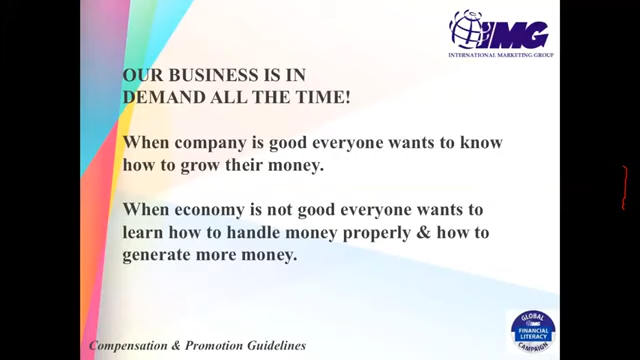 IMG
INTERNATIONAL MARKETING GROUP
OUR BUSINESS IS IN
DEMAND ALL THE TIME!
When company is good everyone wants to know
how to grow their money.
When economy is not good everyone wants to
learn how to handle money properly & how to
generate more money.
GLOBAL
IMG
FINANCIAL
LITERACY
CAMPAIGN
Compensation & Promotion Guidelines